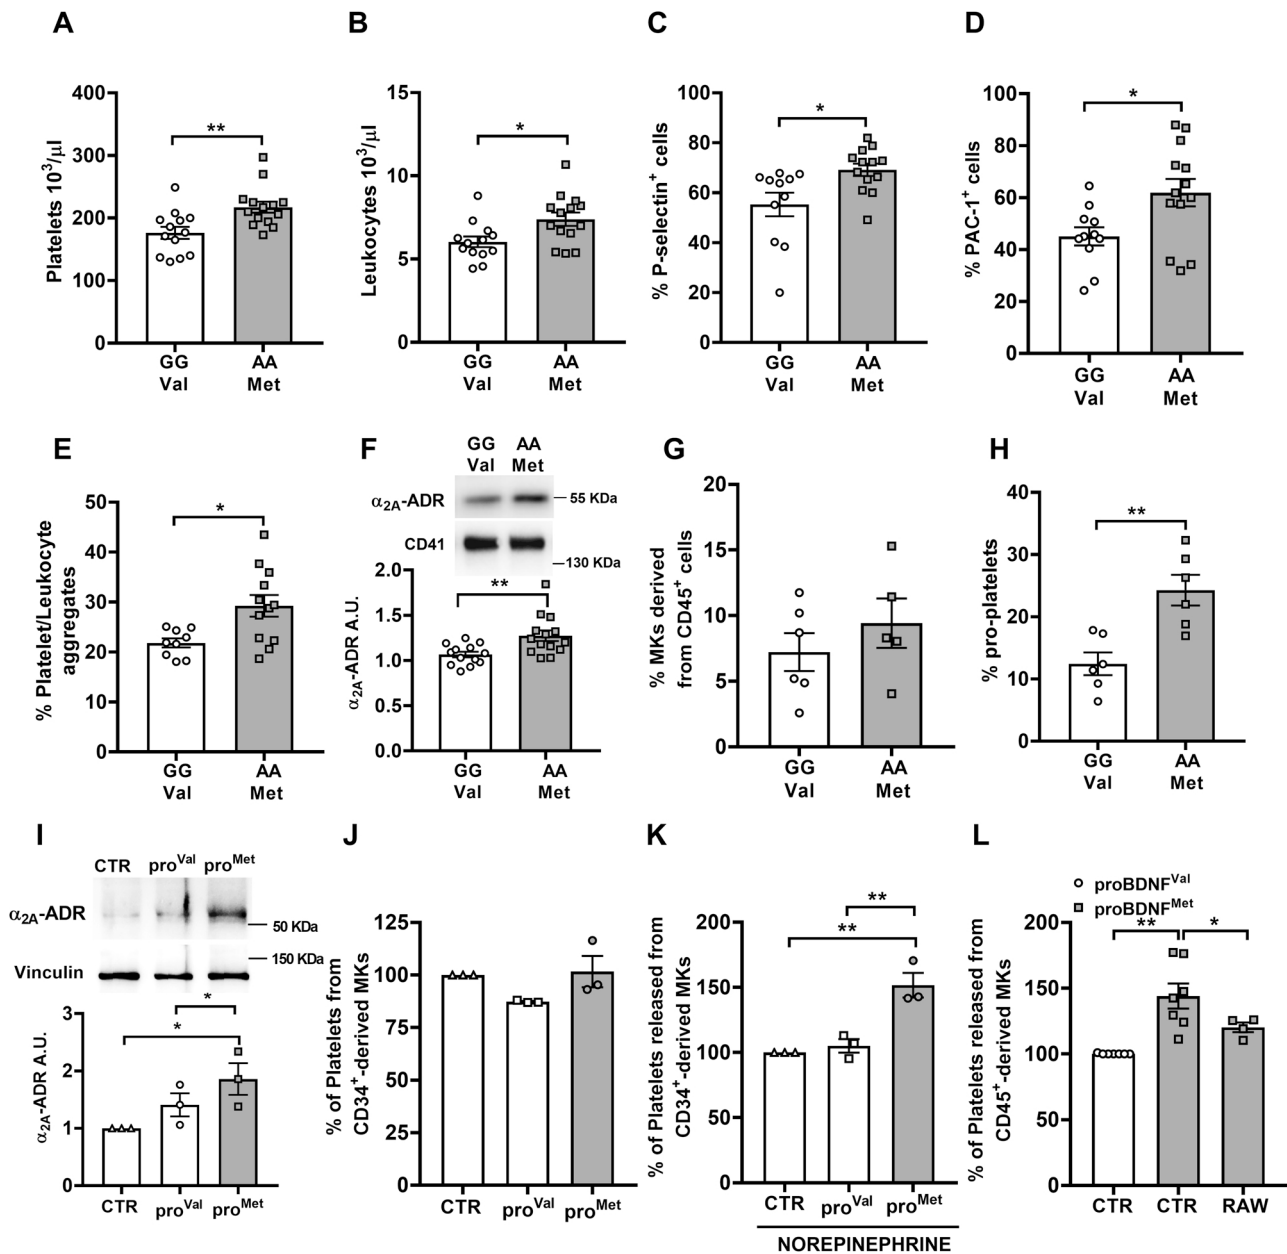 A
Platelets 10³/µl
400
300
200
100
0
**
GG
Val
AA
Met
B
Leukocytes 10³/µl
15
10
5
0
*
GG
Val
AA
Met
C
% P-selectin⁺ cells
100
80
60
40
20
0
*
GG
Val
AA
Met
D
% PAC-1⁺ cells
100
80
60
40
20
0
*
GG
Val
AA
Met
E
% Platelet/Leukocyte
aggregates
50
40
30
20
10
0
*
GG
Val
AA
Met
F
GG
Val
AA
Met
α₂A-ADR
55 KDa
CD41
130 KDa
α₂A-ADR A.U.
2.0
1.5
1.0
0.5
0.0
**
GG
Val
AA
Met
G
% MKs derived
from CD45⁺ cells
20
15
10
5
0
GG
Val
AA
Met
H
% pro-platelets
40
30
20
10
0
**
GG
Val
AA
Met
I
CTR pro^Val pro^Met
α₂A-ADR
50 KDa
150 KDa
Vinculin
α₂A-ADR A.U.
3
2
1
0
*
*
CTR pro^Val pro^Met
J
% of Platelets from
CD34⁺-derived MKs
125
100
75
50
25
0
CTR pro^Val pro^Met
K
% of Platelets released from
CD34⁺-derived MKs
200
150
100
50
0
**
**
CTR pro^Val pro^Met
NOREPINEPHRINE
L
proBDNF^Val
proBDNF^Met
% of Platelets released from
CD45⁺-derived MKs
200
150
100
50
0
** *
CTR CTR RAW